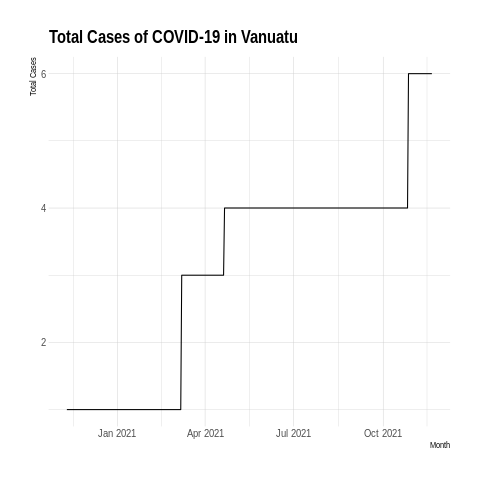 Total Cases of COVID-19 in Vanuatu
Total Cases
6
4
2
Jan 2021 Apr 2021 Jul 2021 Oct 2021
Month